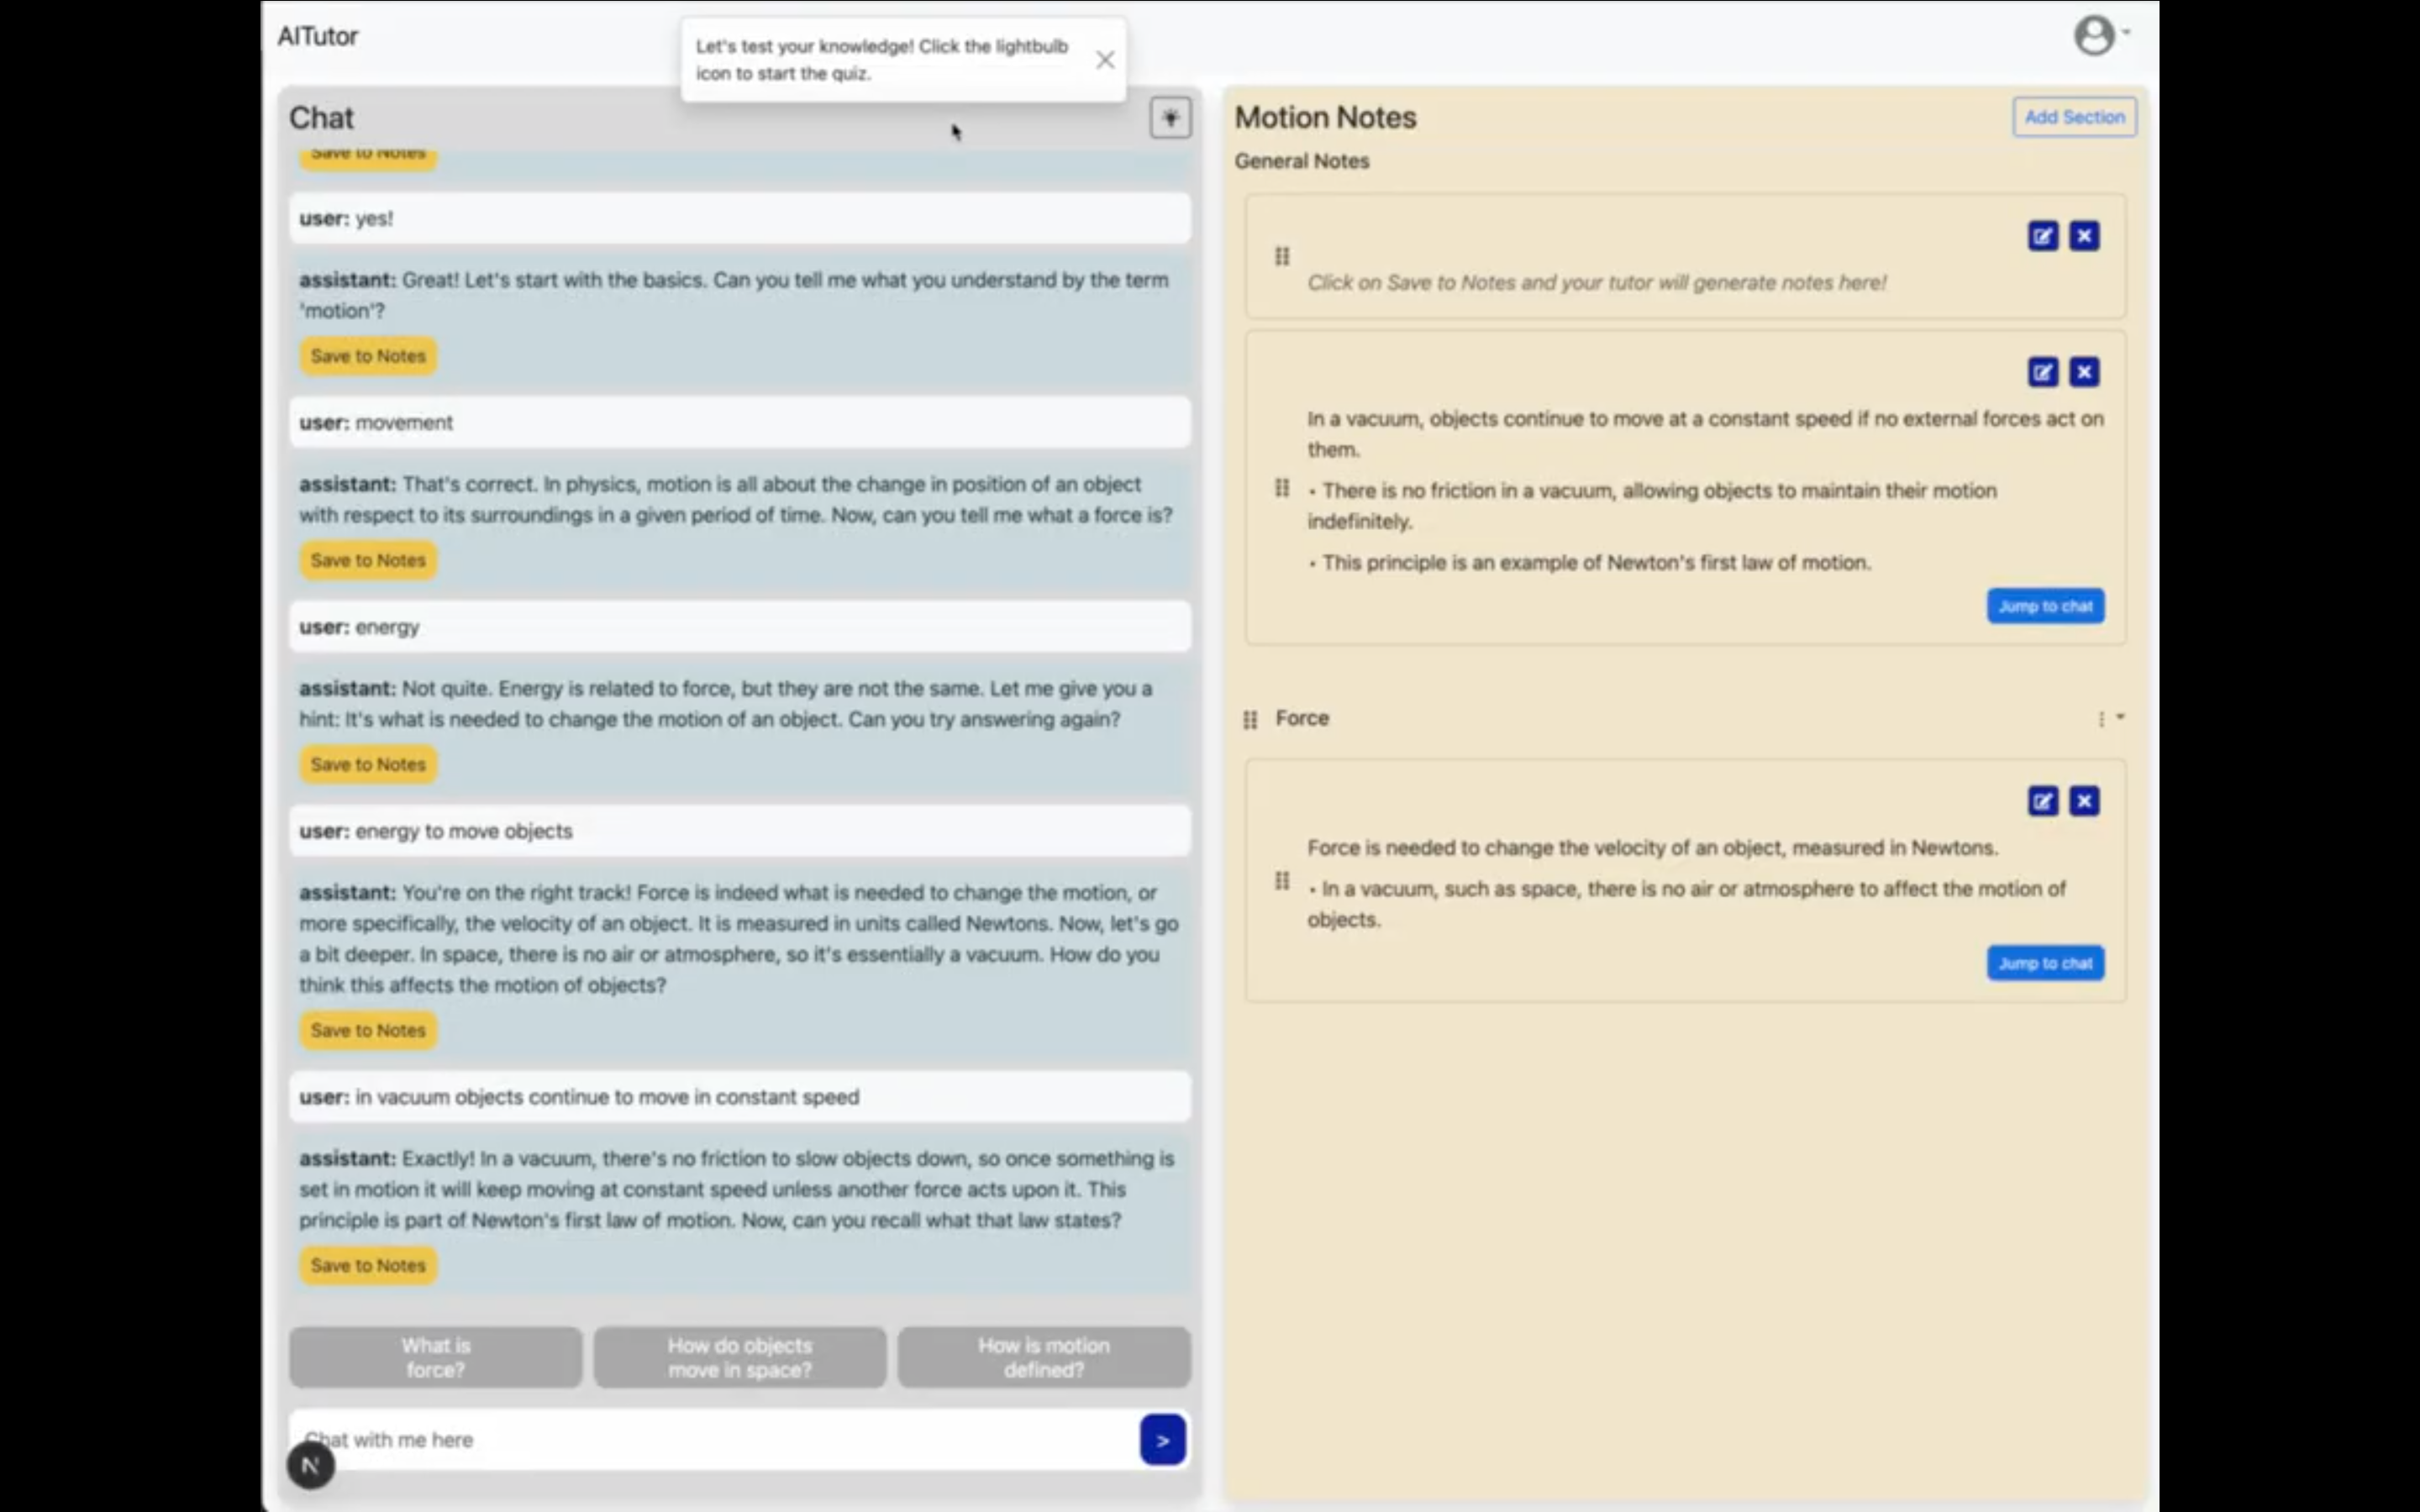 AITutor
Let's test your knowledge! Click the lightbulb
icon to start the quiz.
Chat
Save to Notes
user: yes!
assistant: Great! Let's start with the basics. Can you tell me what you understand by the term
'motion'?
Save to Notes
user: movement
assistant: That's correct. In physics, motion is all about the change in position of an object
with respect to its surroundings in a given period of time. Now, can you tell me what a force is?
Save to Notes
user: energy
assistant: Not quite. Energy is related to force, but they are not the same. Let me give you a
hint: It's what is needed to change the motion of an object. Can you try answering again?
Save to Notes
user: energy to move objects
assistant: You're on the right track! Force is indeed what is needed to change the motion, or
more specifically, the velocity of an object. It is measured in units called Newtons. Now, let's go
a bit deeper. In space, there is no air or atmosphere, so it's essentially a vacuum. How do you
think this affects the motion of objects?
Save to Notes
user: in vacuum objects continue to move in constant speed
assistant: Exactly! In a vacuum, there's no friction to slow objects down, so once something is
set in motion it will keep moving at constant speed unless another force acts upon it. This
principle is part of Newton's first law of motion. Now, can you recall what that law states?
Save to Notes
What is
force?
How do objects
move in space?
How is motion
defined?
Chat with me here
>
N
Motion Notes
Add Section
General Notes
Click on Save to Notes and your tutor will generate notes here!
In a vacuum, objects continue to move at a constant speed if no external forces act on
them.
• There is no friction in a vacuum, allowing objects to maintain their motion
indefinitely.
• This principle is an example of Newton's first law of motion.
Jump to chat
Force
Force is needed to change the velocity of an object, measured in Newtons.
• In a vacuum, such as space, there is no air or atmosphere to affect the motion of
objects.
Jump to chat